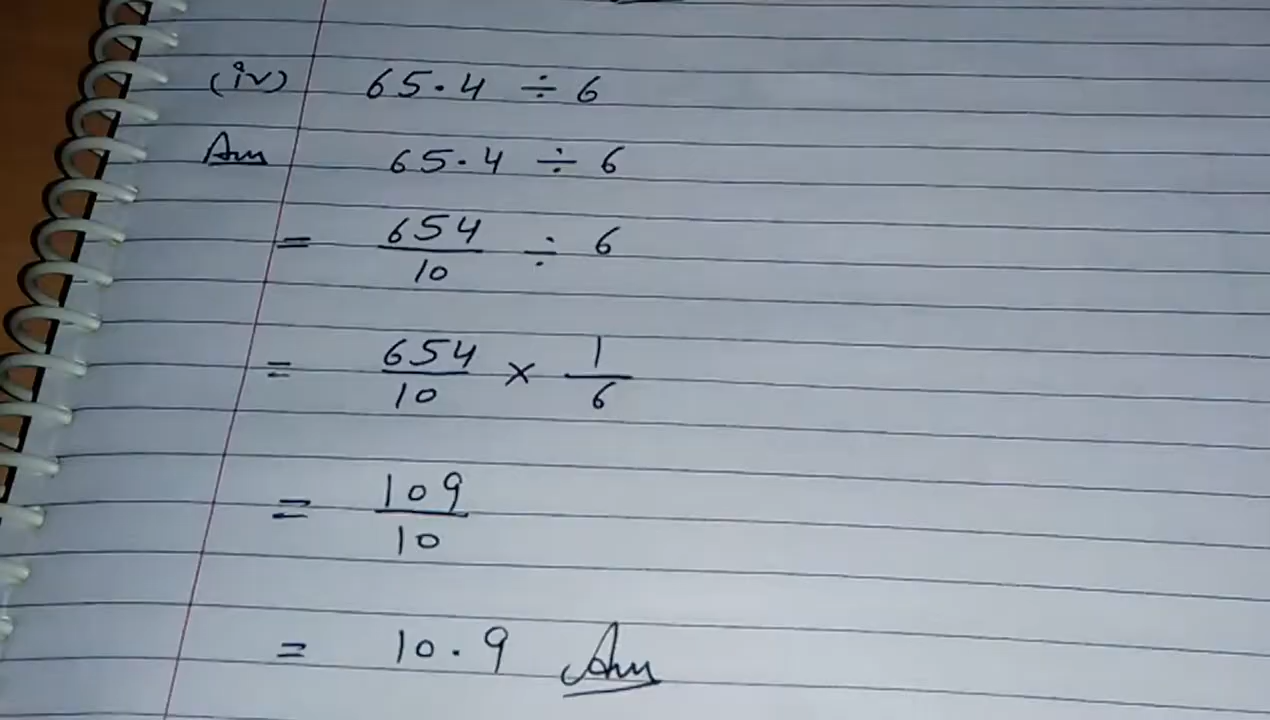 (iv) 65.4 ÷ 6
Ans 65.4 ÷ 6
= 654/10 ÷ 6
= 654/10 × 1/6
= 109/10
= 10.9 Ans